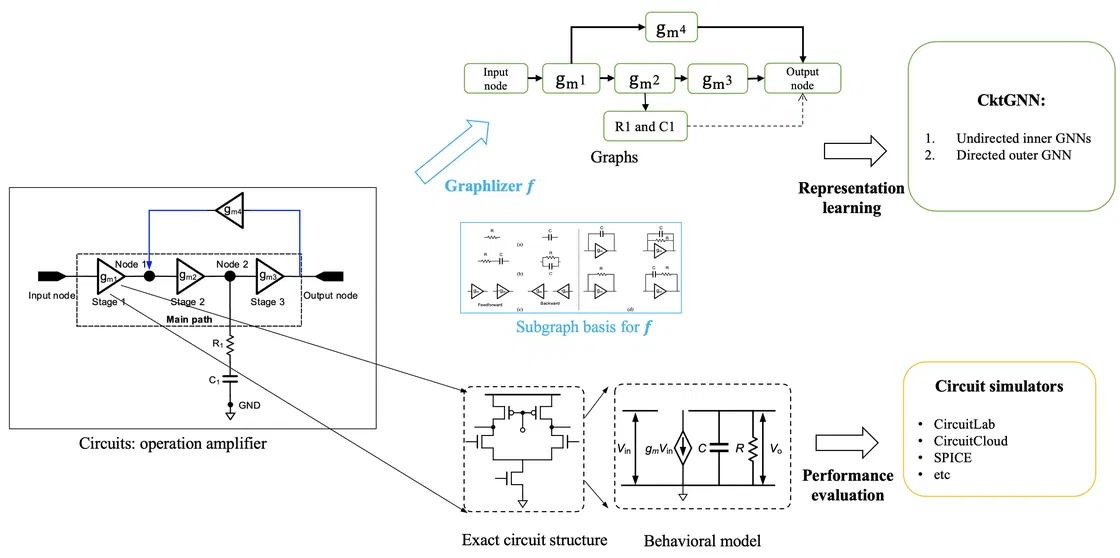 gm4
Input
node
gm1
gm2
gm3
Output
node
R1 and C1
Graphs
CktGNN:
1. Undirected inner GNNs
2. Directed outer GNN
Representation
learning
Graphlizer f
gm4
Node 1
Node 2
gm1
gm2
gm3
Input node
Stage 1
Stage 2
Stage 3
Output node
Main path
R1
C1
GND
Circuits: operation amplifier
R
C
C
C
R
(a)
R
C
R
C
R
C
R
(b)
Feedforward
Backward
(c)
(d)
Subgraph basis for f
Vin
gmVin
C
R
Vo
Exact circuit structure
Behavioral model
Performance
evaluation
Circuit simulators
• CircuitLab
• CircuitCloud
• SPICE
• etc